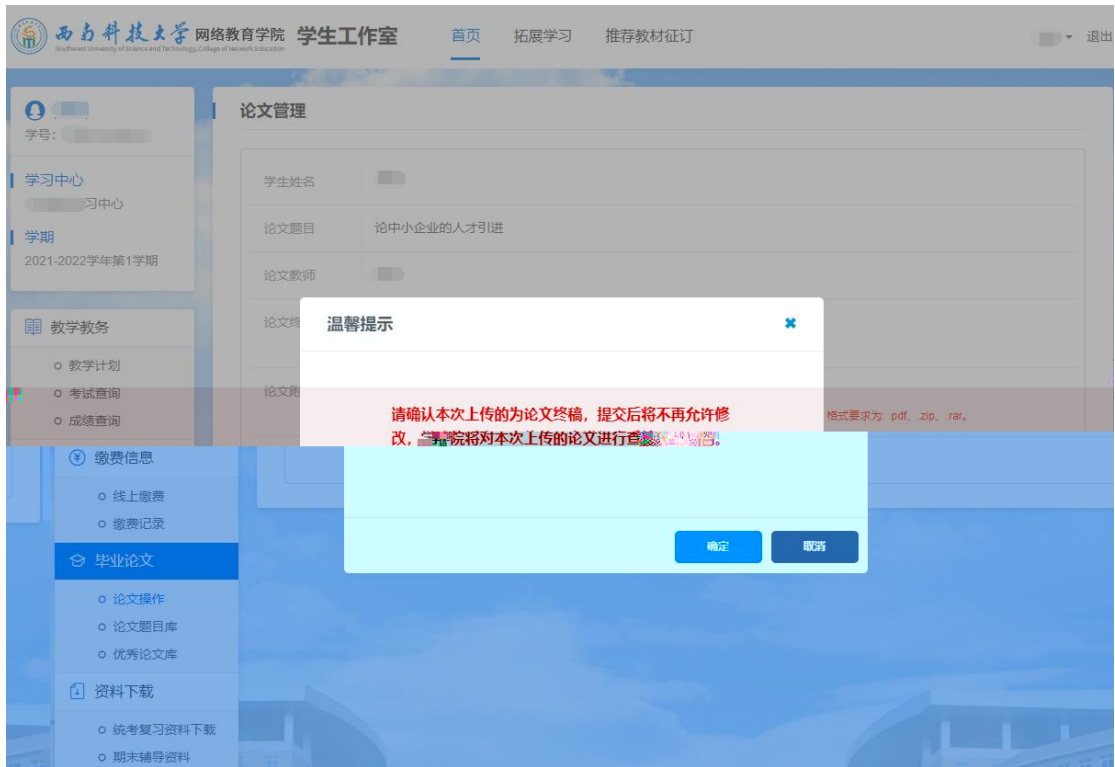 西南科技大学 网络教育学院 学生工作室 首页 拓展学习 推荐教材征订 退出
Southwest University of Science and Technology, College of Network Education
学号:
学习中心
习中心
学期
2021-2022学年第1学期
教学教务
教学计划
考试查询
成绩查询
缴费信息
线上缴费
缴费记录
毕业论文
论文操作
论文题目库
优秀论文库
资料下载
统考复习资料下载
期末辅导资料
论文管理
学生姓名
论文题目 论中小企业的人才引进
论文教师
论文终
论文附
格式要求为: .pdf、.zip、.rar。
温馨提示
请确认本次上传的为论文终稿，提交后将不再允许修
改，院将对本次上传的论文进行查
确定 取消